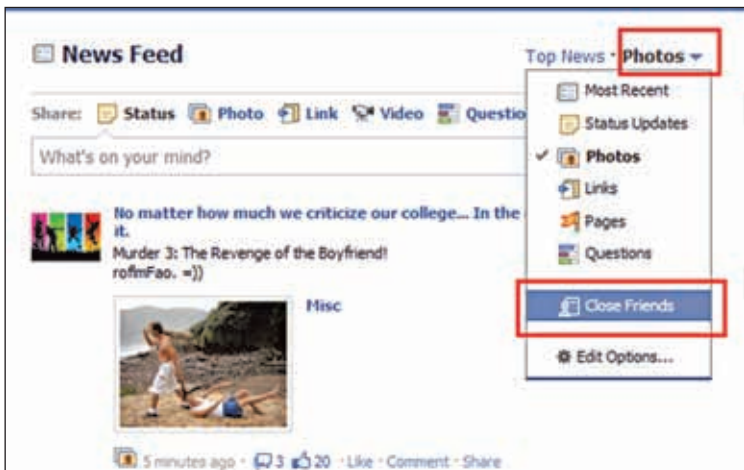 News Feed
Top News · Photos
Share: Status Photo Link Video Questio
What's on your mind?
Most Recent
Status Updates
Photos
Links
Pages
Questions
Close Friends
Edit Options...
No matter how much we criticize our college... In the
it.
Murder 3: The Revenge of the Boyfriend!
roflmFao. =))
Misc
5 minutes ago · 3 20 · Like · Comment · Share